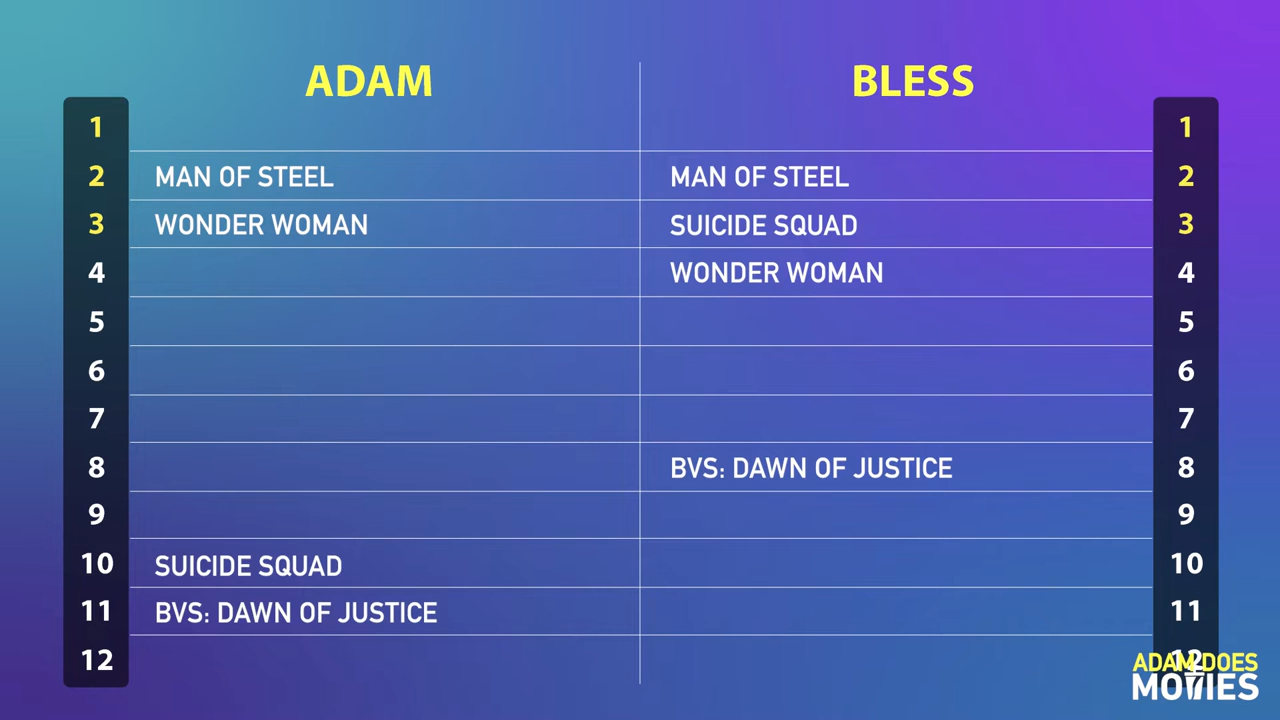 ADAM BLESS
1 1
2 MAN OF STEEL MAN OF STEEL 2
3 WONDER WOMAN SUICIDE SQUAD 3
4 WONDER WOMAN 4
5 5
6 6
7 7
8 BVS: DAWN OF JUSTICE 8
9 9
10 SUICIDE SQUAD 10
11 BVS: DAWN OF JUSTICE 11
12 12
ADAM DOES
MOVIES